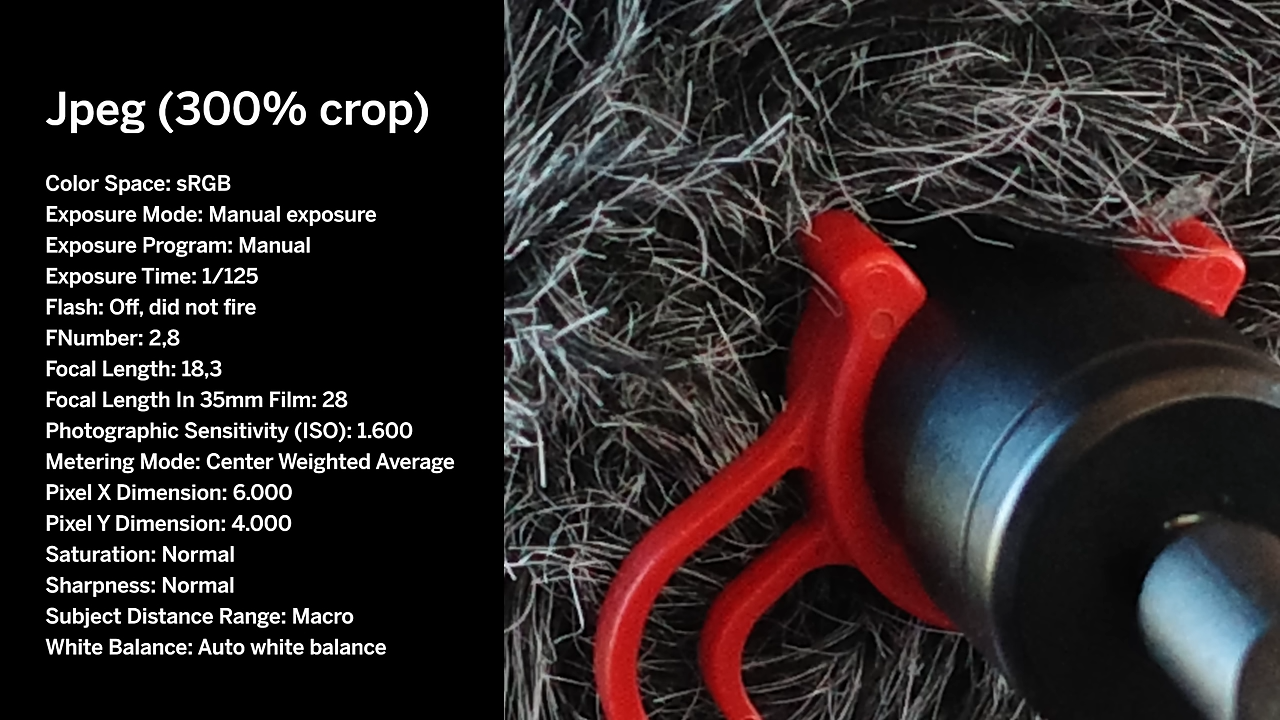 Jpeg (300% crop)
Color Space: sRGB
Exposure Mode: Manual exposure
Exposure Program: Manual
Exposure Time: 1/125
Flash: Off, did not fire
FNumber: 2,8
Focal Length: 18,3
Focal Length In 35mm Film: 28
Photographic Sensitivity (ISO): 1.600
Metering Mode: Center Weighted Average
Pixel X Dimension: 6.000
Pixel Y Dimension: 4.000
Saturation: Normal
Sharpness: Normal
Subject Distance Range: Macro
White Balance: Auto white balance